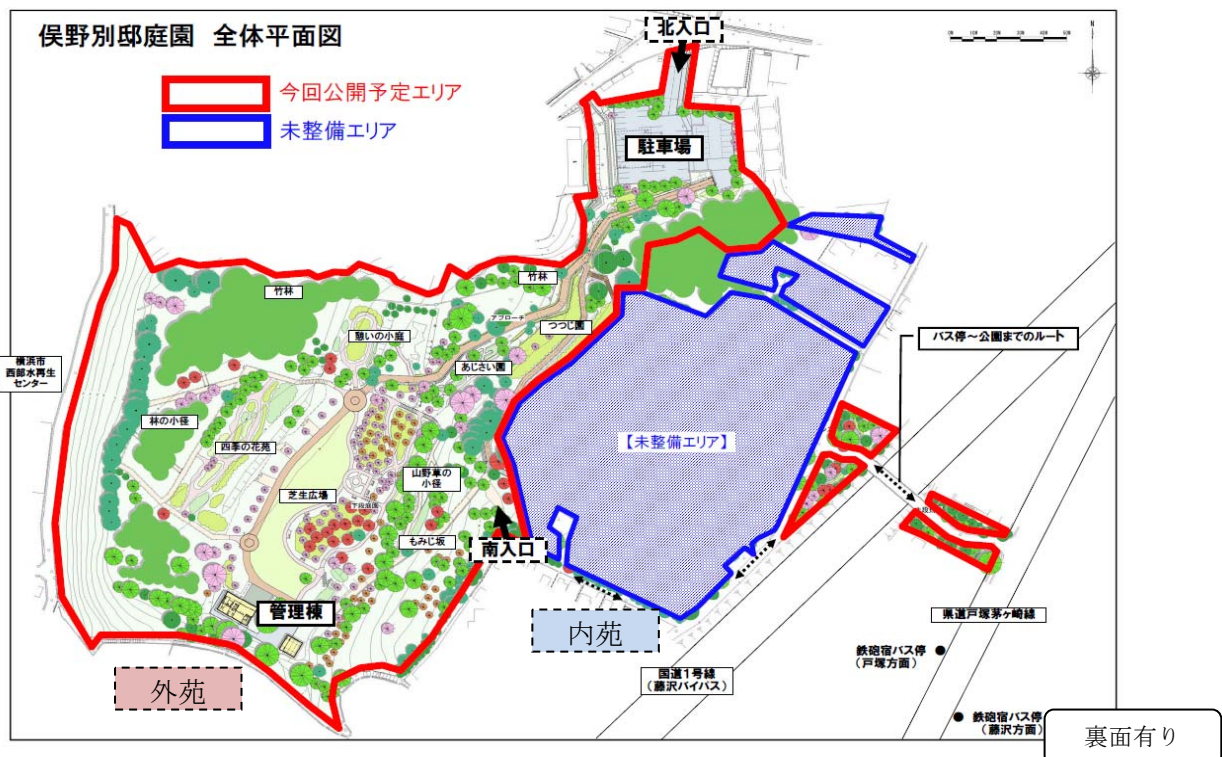 俣野別邸庭園 全体平面図
北入口
今回公開予定エリア
未整備エリア
駐車場
竹林
竹林
アプローチ
つつじ園
憩いの小庭
あじさい園
バス停～公園までのルート
横浜市
西部水再生
センター
林の小径
四季の花苑
【未整備エリア】
山野草の
小径
芝生広場
もみじ坂
南入口
管理棟
内苑
外苑
県道戸塚茅ヶ崎線
鉄砲宿バス停
（戸塚方面）
国道1号線
（藤沢バイパス）
鉄砲宿バス停
（藤沢方面）
裏面有り